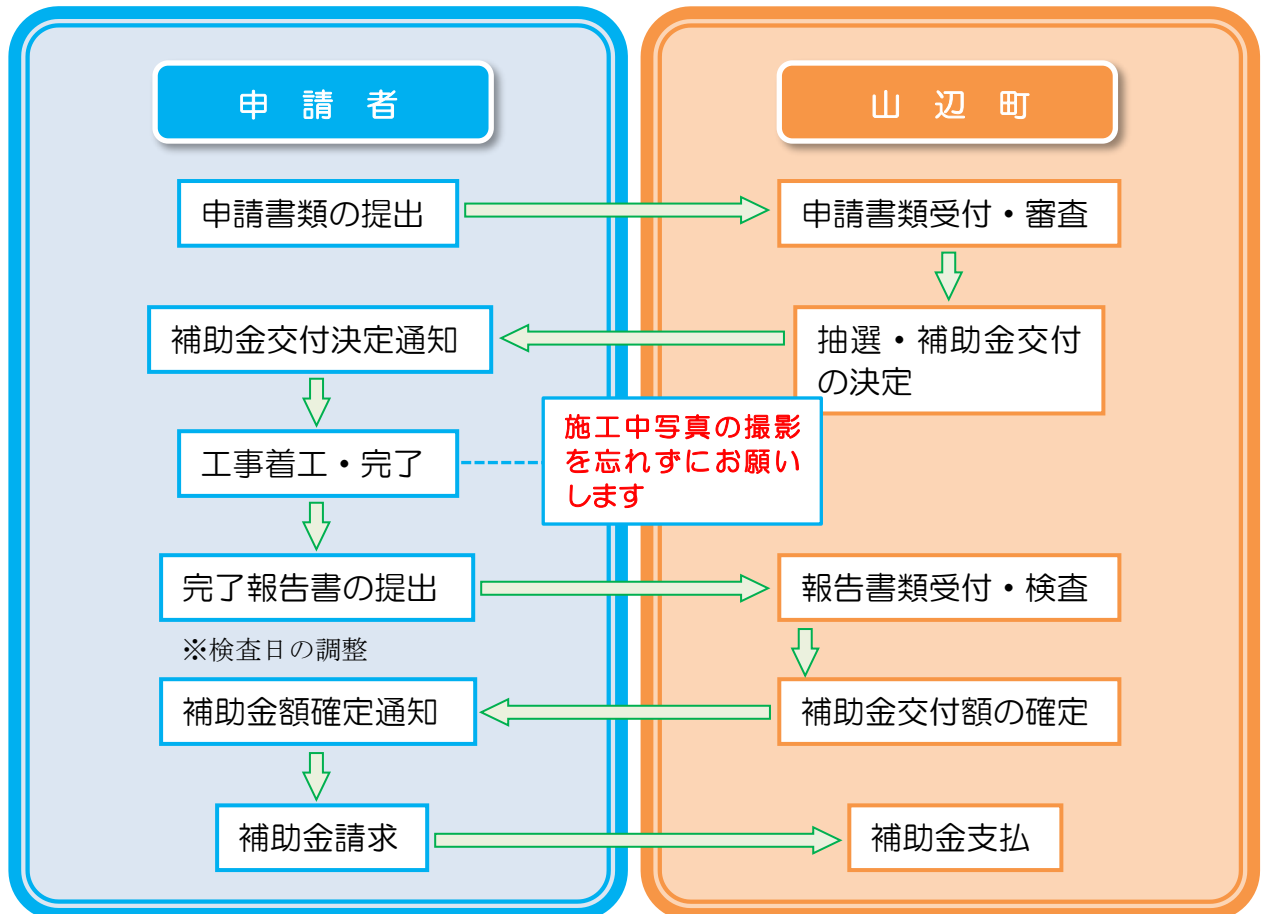 申請者
山辺町
申請書類の提出
申請書類受付・審査
補助金交付決定通知
抽選・補助金交付
の決定
工事着工・完了
施工中写真の撮影
を忘れずにお願い
します
完了報告書の提出
報告書類受付・検査
※検査日の調整
補助金額確定通知
補助金交付額の確定
補助金請求
補助金支払